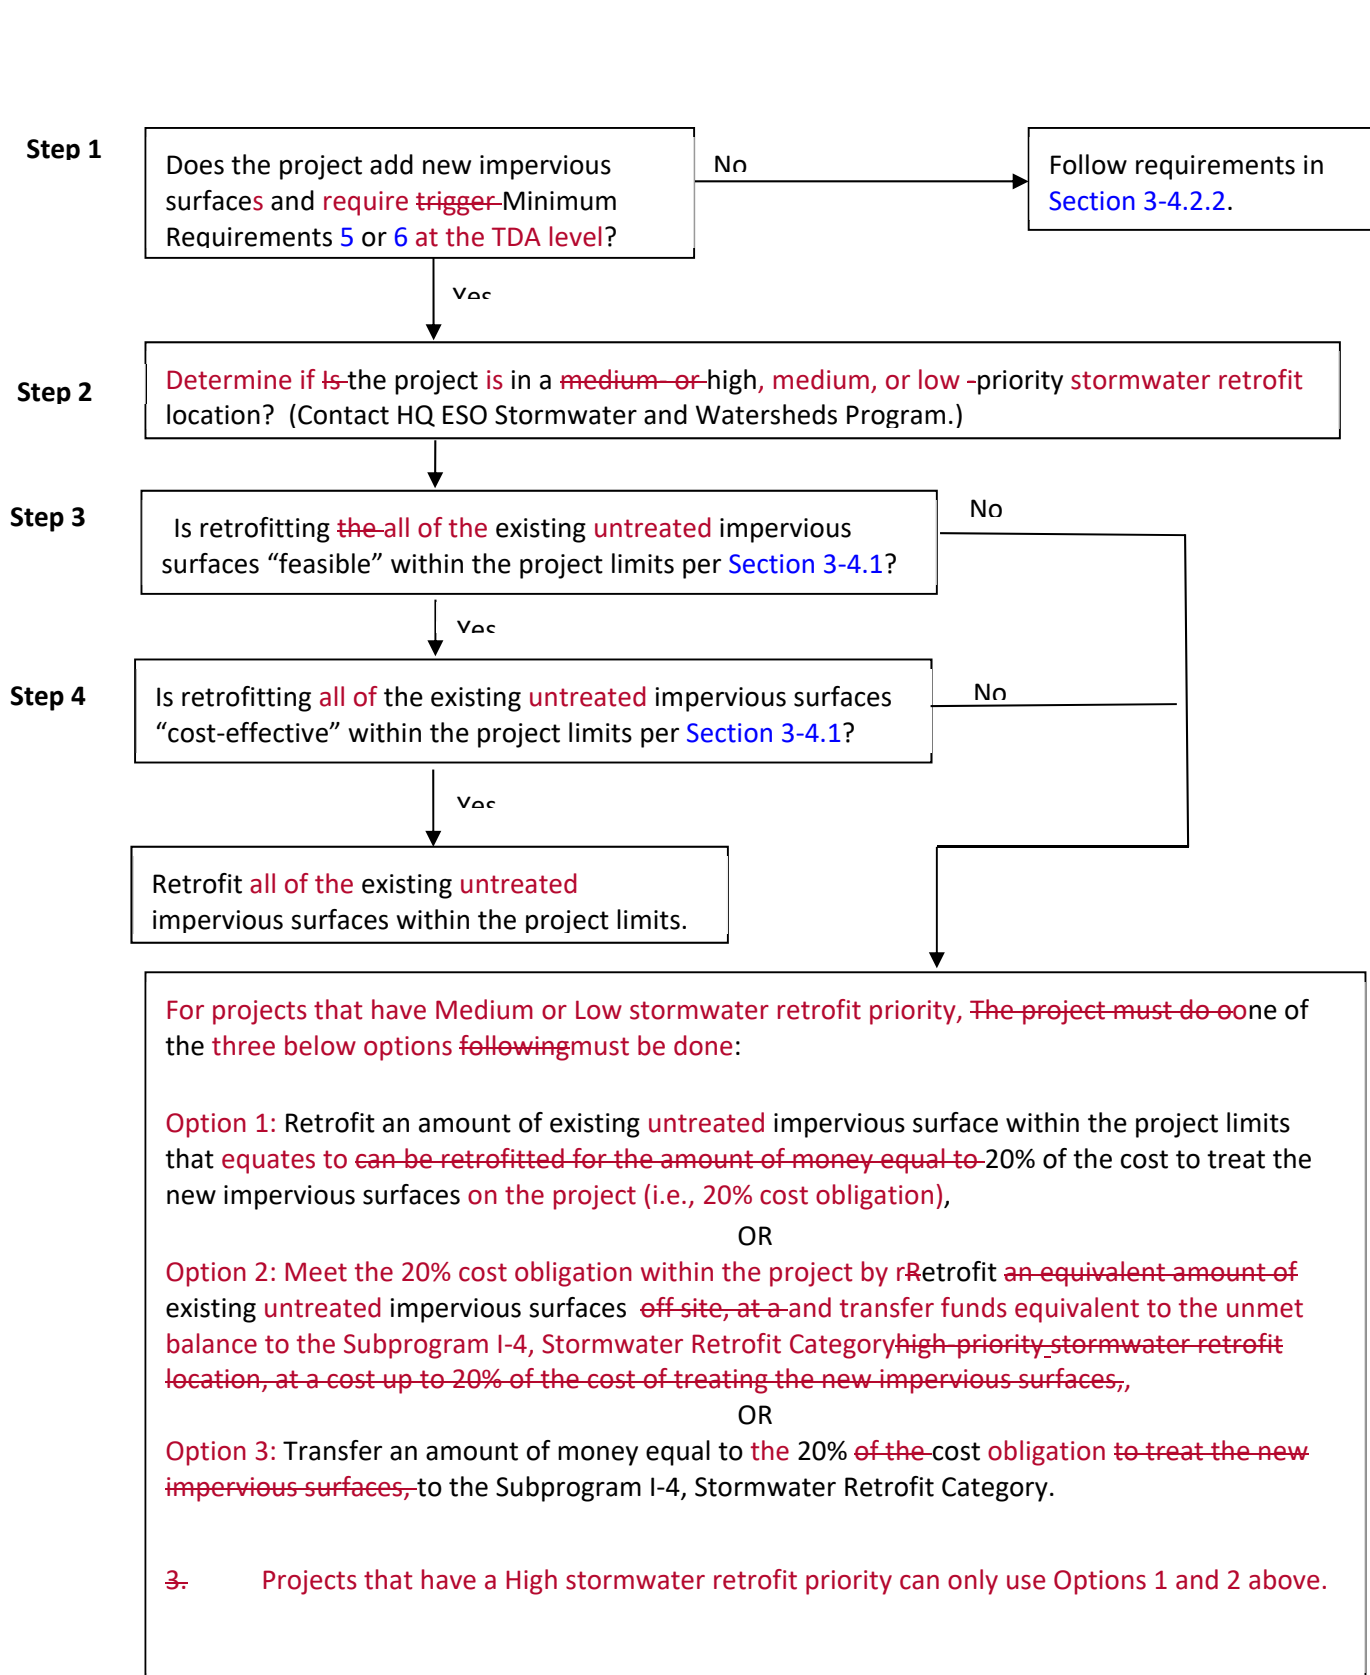 Step 1
Does the project add new impervious
surfaces and require trigger Minimum
Requirements 5 or 6 at the TDA level?
No
Follow requirements in
Section 3-4.2.2.
Yes
Step 2
Determine if Is the project is in a medium- or high, medium, or low -priority stormwater retrofit
location?  (Contact HQ ESO Stormwater and Watersheds Program.)
Step 3
Is retrofitting the all of the existing untreated impervious
surfaces “feasible” within the project limits per Section 3-4.1?
No
Yes
Step 4
Is retrofitting all of the existing untreated impervious surfaces
“cost-effective” within the project limits per Section 3-4.1?
No
Yes
Retrofit all of the existing untreated
impervious surfaces within the project limits.
For projects that have Medium or Low stormwater retrofit priority, The project must do oone of
the three below options followingmust be done:
Option 1: Retrofit an amount of existing untreated impervious surface within the project limits
that equates to can be retrofitted for the amount of money equal to 20% of the cost to treat the
new impervious surfaces on the project (i.e., 20% cost obligation),
OR
Option 2: Meet the 20% cost obligation within the project by rRetrofit an equivalent amount of
existing untreated impervious surfaces  off site, at a and transfer funds equivalent to the unmet
balance to the Subprogram I-4, Stormwater Retrofit Categoryhigh-priority stormwater retrofit
location, at a cost up to 20% of the cost of treating the new impervious surfaces,,
OR
Option 3: Transfer an amount of money equal to the 20% of the cost obligation to treat the new
impervious surfaces, to the Subprogram I-4, Stormwater Retrofit Category.
3. Projects that have a High stormwater retrofit priority can only use Options 1 and 2 above.